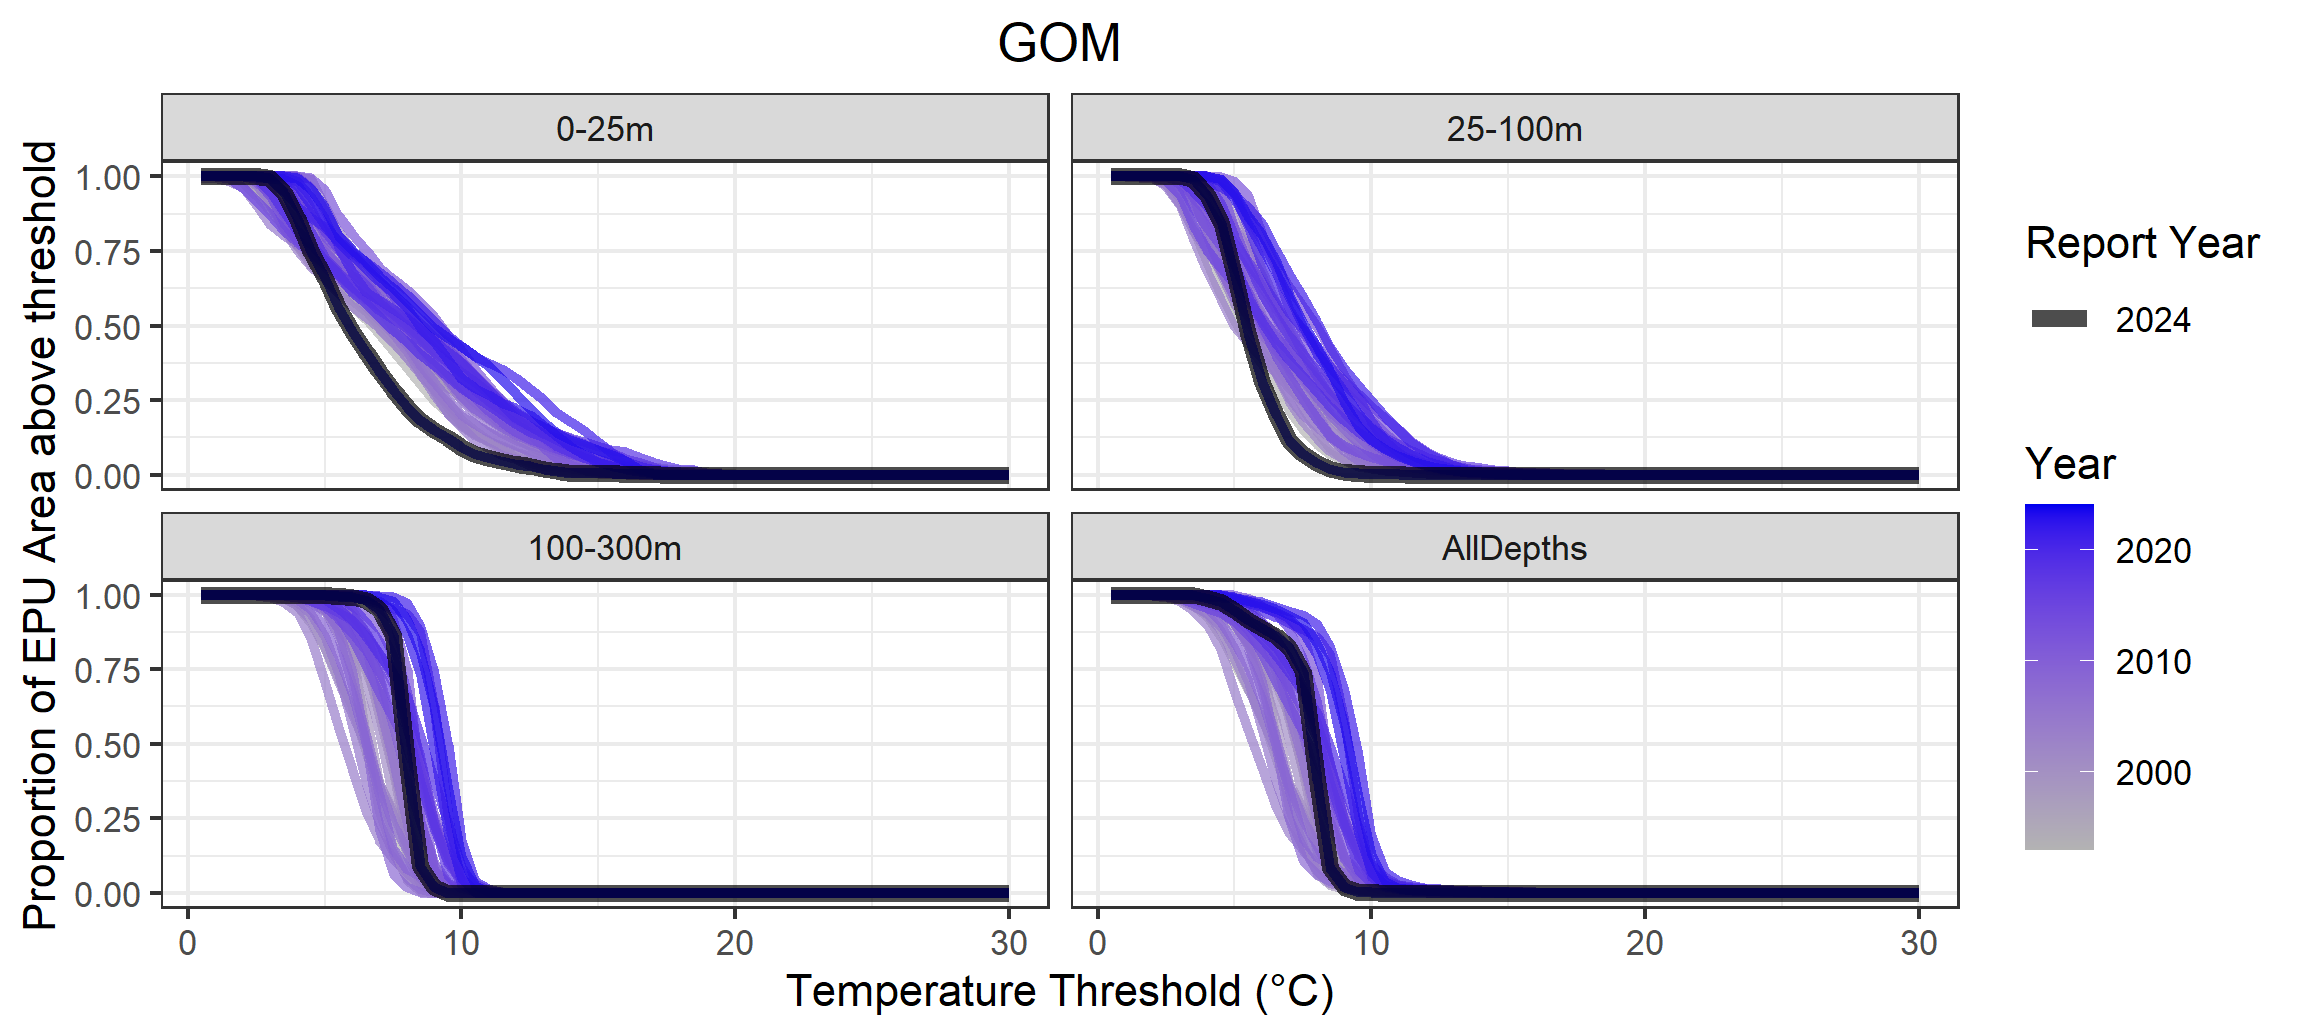 GOM
0-25m
25-100m
Proportion of EPU Area above threshold
1.00
0.75
0.50
0.25
0.00
100-300m
AllDepths
1.00
0.75
0.50
0.25
0.00
0 10 20 30
0 10 20 30
Temperature Threshold (°C)
Report Year
2024
Year
2020
2010
2000